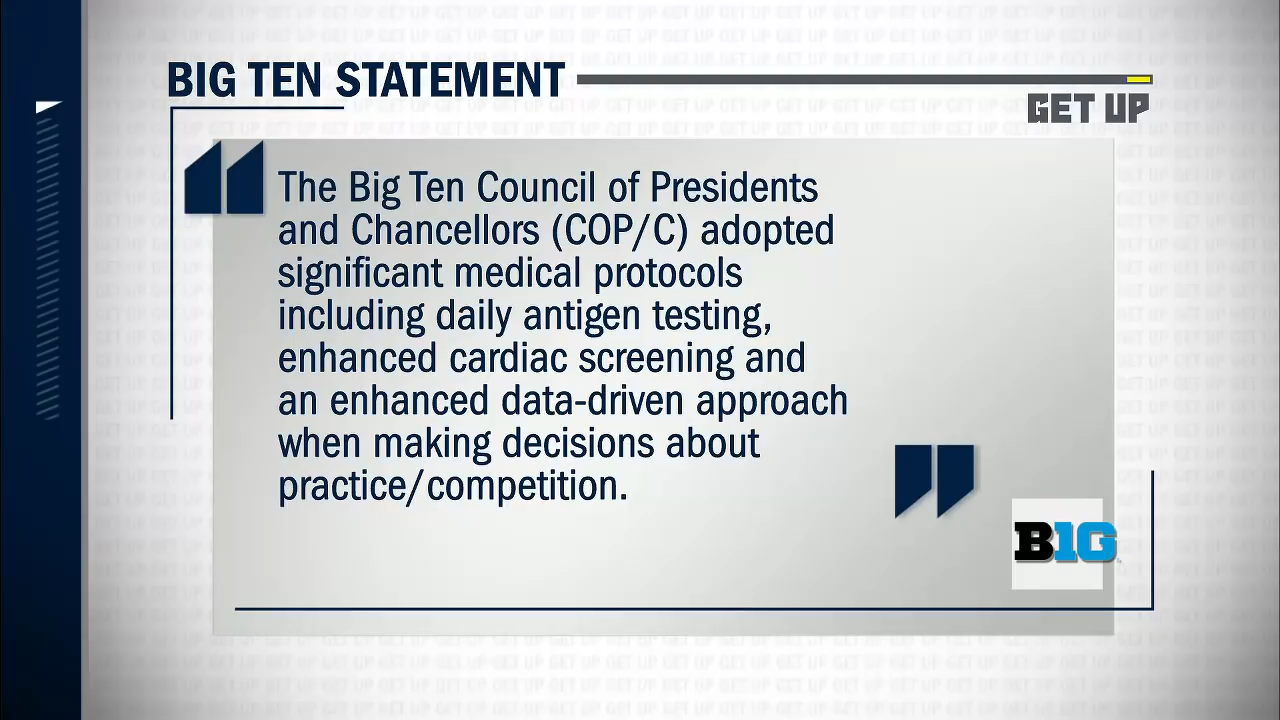 BIG TEN STATEMENT
GET UP
The Big Ten Council of Presidents
and Chancellors (COP/C) adopted
significant medical protocols
including daily antigen testing,
enhanced cardiac screening and
an enhanced data-driven approach
when making decisions about
practice/competition.
B1G